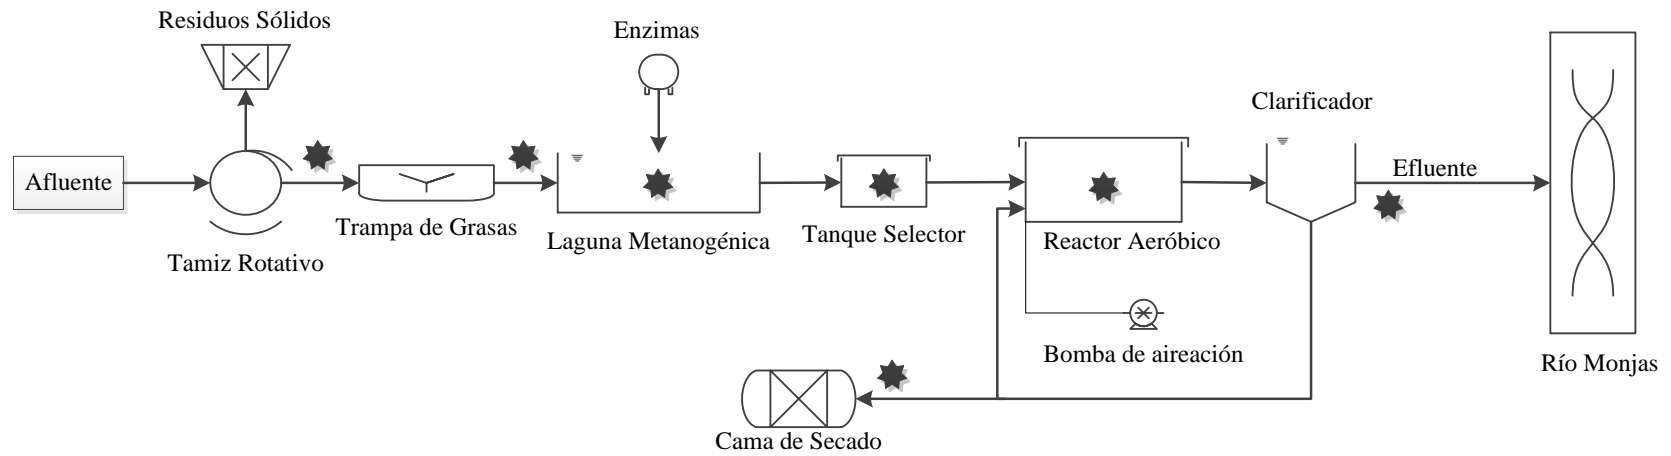 Residuos Sólidos
Enzimas
Clarificador
Afluente
Efluente
Trampa de Grasas
Laguna Metanogénica
Tanque Selector
Reactor Aeróbico
Tamiz Rotativo
Bomba de aireación
Río Monjas
Cama de Secado